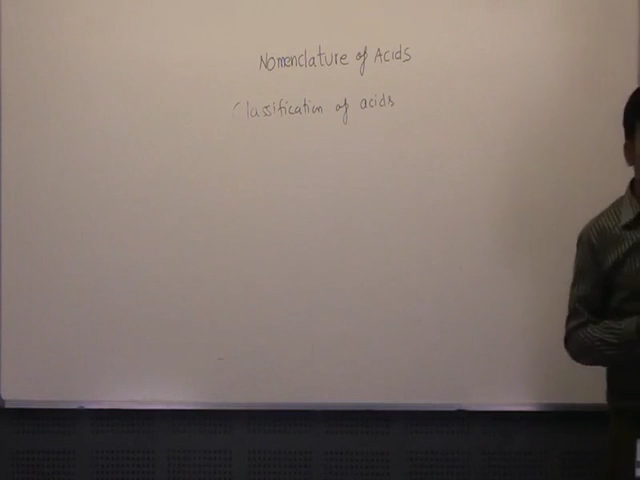 Nomenclature of Acids
Classification of acids